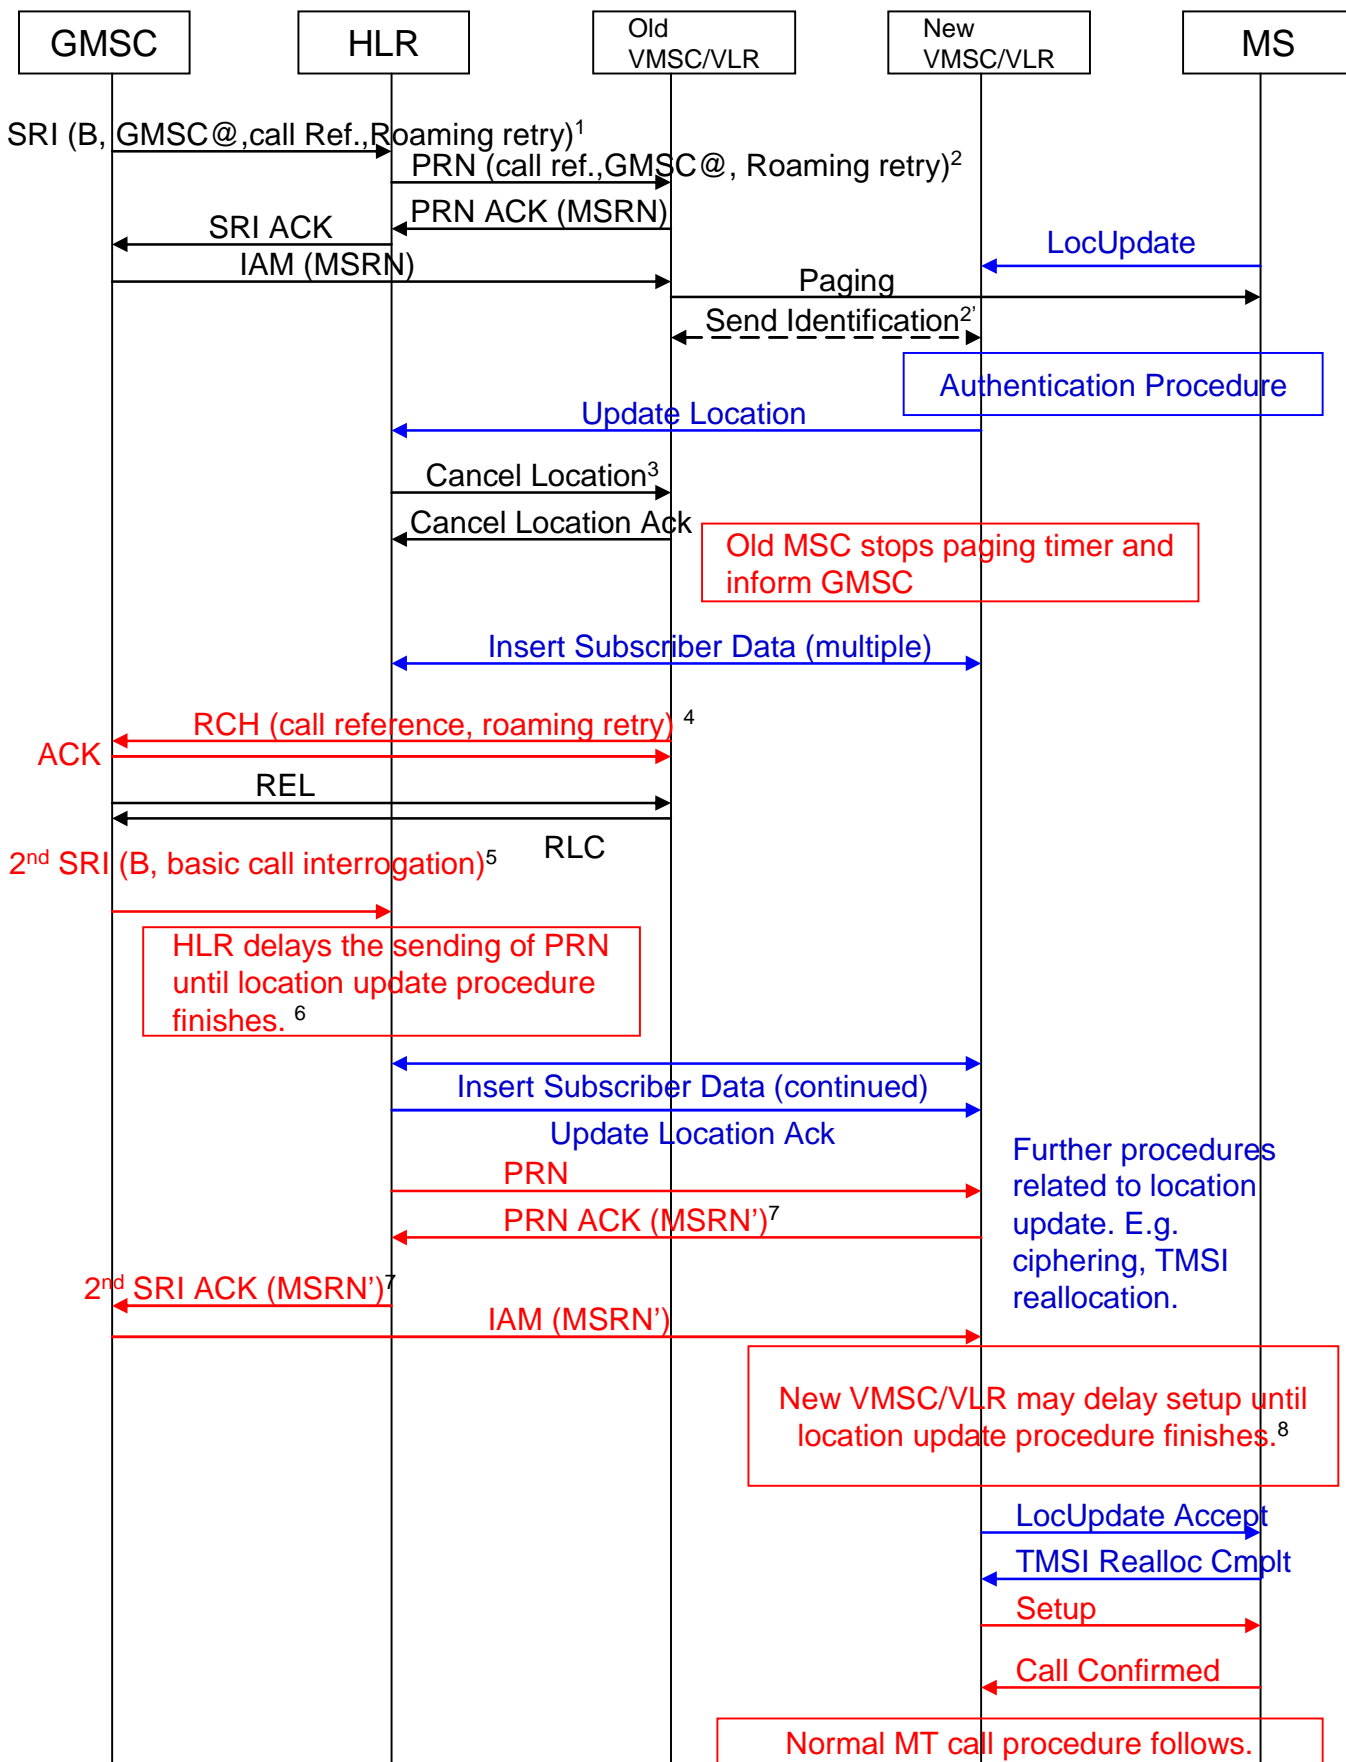 GMSC
HLR
Old
VMSC/VLR
New
VMSC/VLR
MS
SRI (B, GMSC@,call Ref.,Roaming retry)1
PRN (call ref.,GMSC@, Roaming retry)2
PRN ACK (MSRN)
SRI ACK
LocUpdate
IAM (MSRN)
Paging
Send Identification2'
Authentication Procedure
Update Location
Cancel Location3
Cancel Location Ack
Old MSC stops paging timer and
inform GMSC
Insert Subscriber Data (multiple)
RCH (call reference, roaming retry) 4
ACK
REL
RLC
2nd SRI (B, basic call interrogation)5
HLR delays the sending of PRN
until location update procedure
finishes. 6
Insert Subscriber Data (continued)
Update Location Ack
Further procedures
related to location
update. E.g.
ciphering, TMSI
reallocation.
PRN
PRN ACK (MSRN')7
2nd SRI ACK (MSRN')7
IAM (MSRN')
New VMSC/VLR may delay setup until
location update procedure finishes.8
LocUpdate Accept
TMSI Realloc Cmplt
Setup
Call Confirmed
Normal MT call procedure follows.